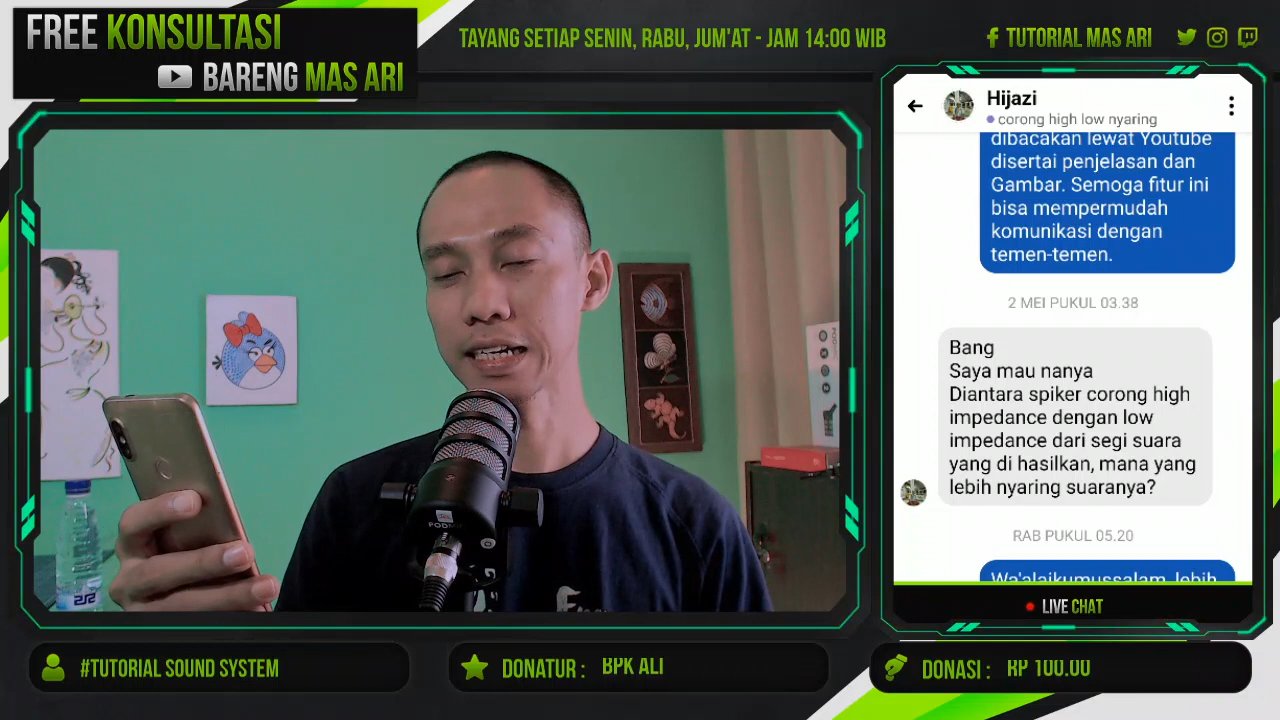 FREE KONSULTASI
BARENG MAS ARI
TAYANG SETIAP SENIN, RABU, JUM'AT - JAM 14:00 WIB
TUTORIAL MAS ARI
Hijazi
corong high low nyaring
dibacakan lewat Youtube
disertai penjelasan dan
Gambar. Semoga fitur ini
bisa mempermudah
komunikasi dengan
temen-temen.
2 MEI PUKUL 03.38
Bang
Saya mau nanya
Diantara spiker corong high
impedance dengan low
impedance dari segi suara
yang di hasilkan, mana yang
lebih nyaring suaranya?
RAB PUKUL 05.20
Wa'alaikumussalam, lebih
LIVE CHAT
#TUTORIAL SOUND SYSTEM
DONATUR : BPK ALI
DONASI : RP 100.00